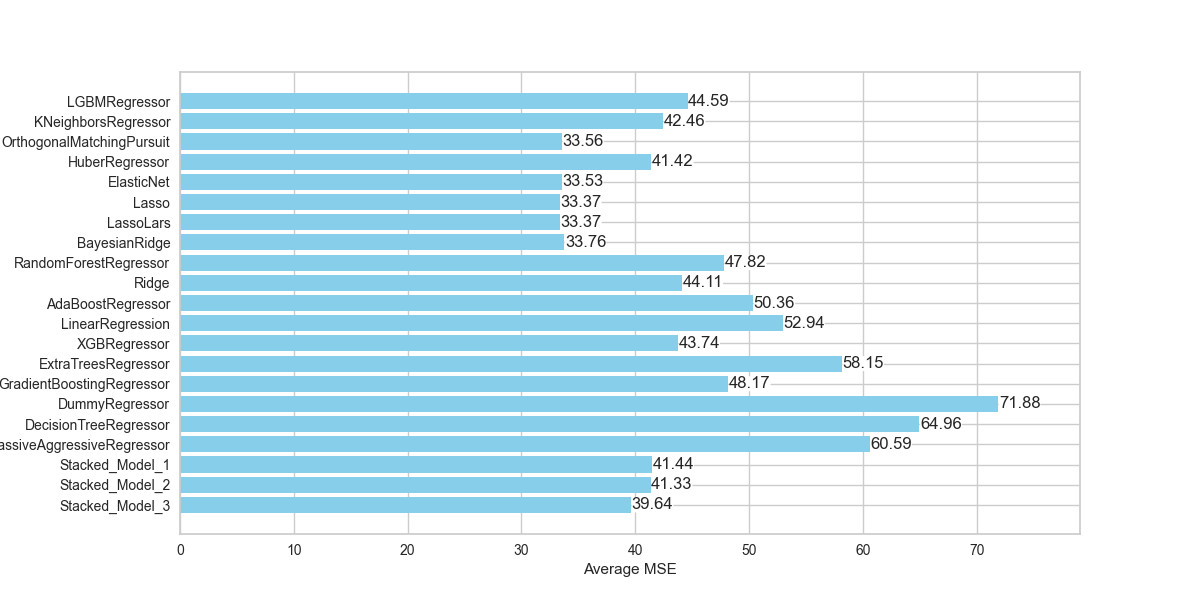 LGBMRegressor 44.59
KNeighborsRegressor 42.46
OrthogonalMatchingPursuit 33.56
HuberRegressor 41.42
ElasticNet 33.53
Lasso 33.37
LassoLars 33.37
BayesianRidge 33.76
RandomForestRegressor 47.82
Ridge 44.11
AdaBoostRegressor 50.36
LinearRegression 52.94
XGBRegressor 43.74
ExtraTreesRegressor 58.15
GradientBoostingRegressor 48.17
DummyRegressor 71.88
DecisionTreeRegressor 64.96
assiveAggressiveRegressor 60.59
Stacked_Model_1 41.44
Stacked_Model_2 41.33
Stacked_Model_3 39.64
0 10 20 30 40 50 60 70
Average MSE